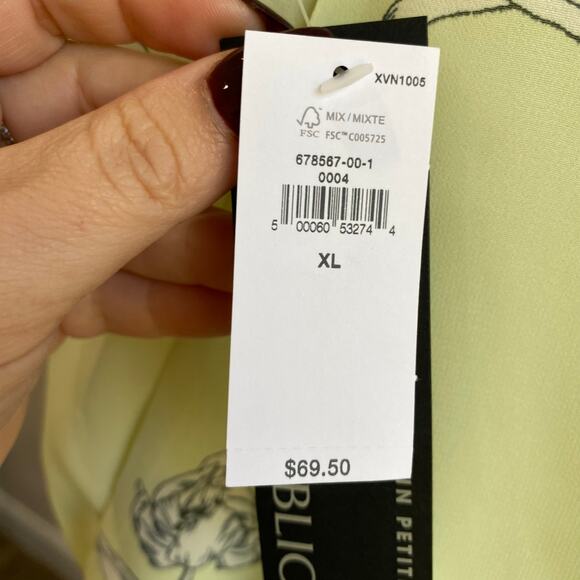 XVN1005
MIX / MIXTE
FSC FSC™ C005725
678567-00-1
0004
5 00060 53274 4
XL
$69.50